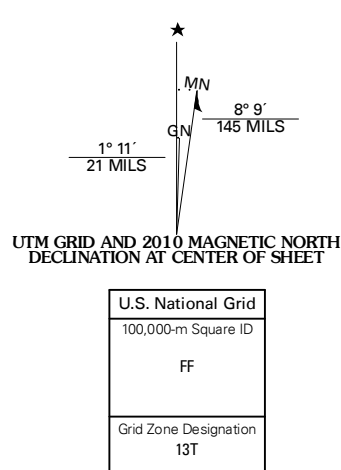 ★
MN
8° 9´
145 MILS
GN
1° 11´
21 MILS
UTM GRID AND 2010 MAGNETIC NORTH
DECLINATION AT CENTER OF SHEET
U.S. National Grid
100,000-m Square ID
FF
Grid Zone Designation
13T